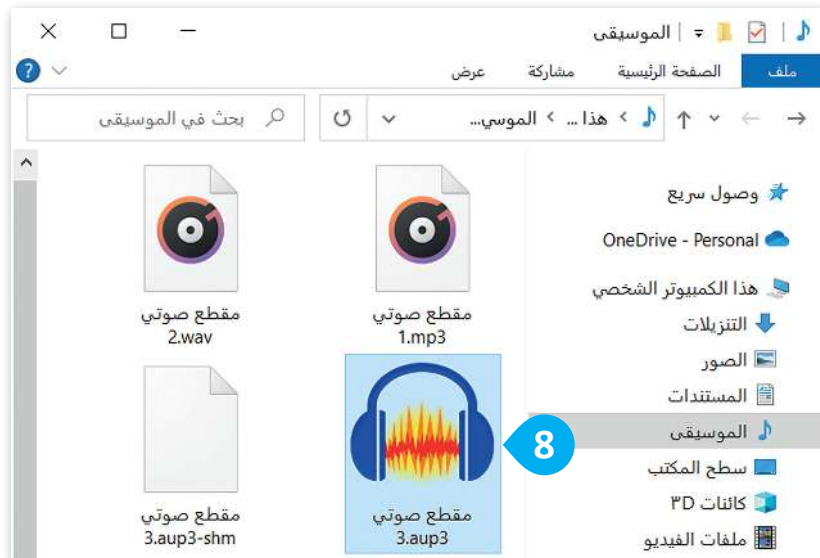 الموسيقى
ملف
الصفحة الرئيسية
مشاركة
عرض
?
هذا ... > الموسي...
بحث في الموسيقى
وصول سريع
OneDrive - Personal
هذا الكمبيوتر الشخصي
التنزيلات
الصور
المستندات
الموسيقى
سطح المكتب
كائنات ٣D
ملفات الفيديو
مقطع صوتي
1.mp3
مقطع صوتي
2.wav
8
مقطع صوتي
3.aup3
مقطع صوتي
3.aup3-shm